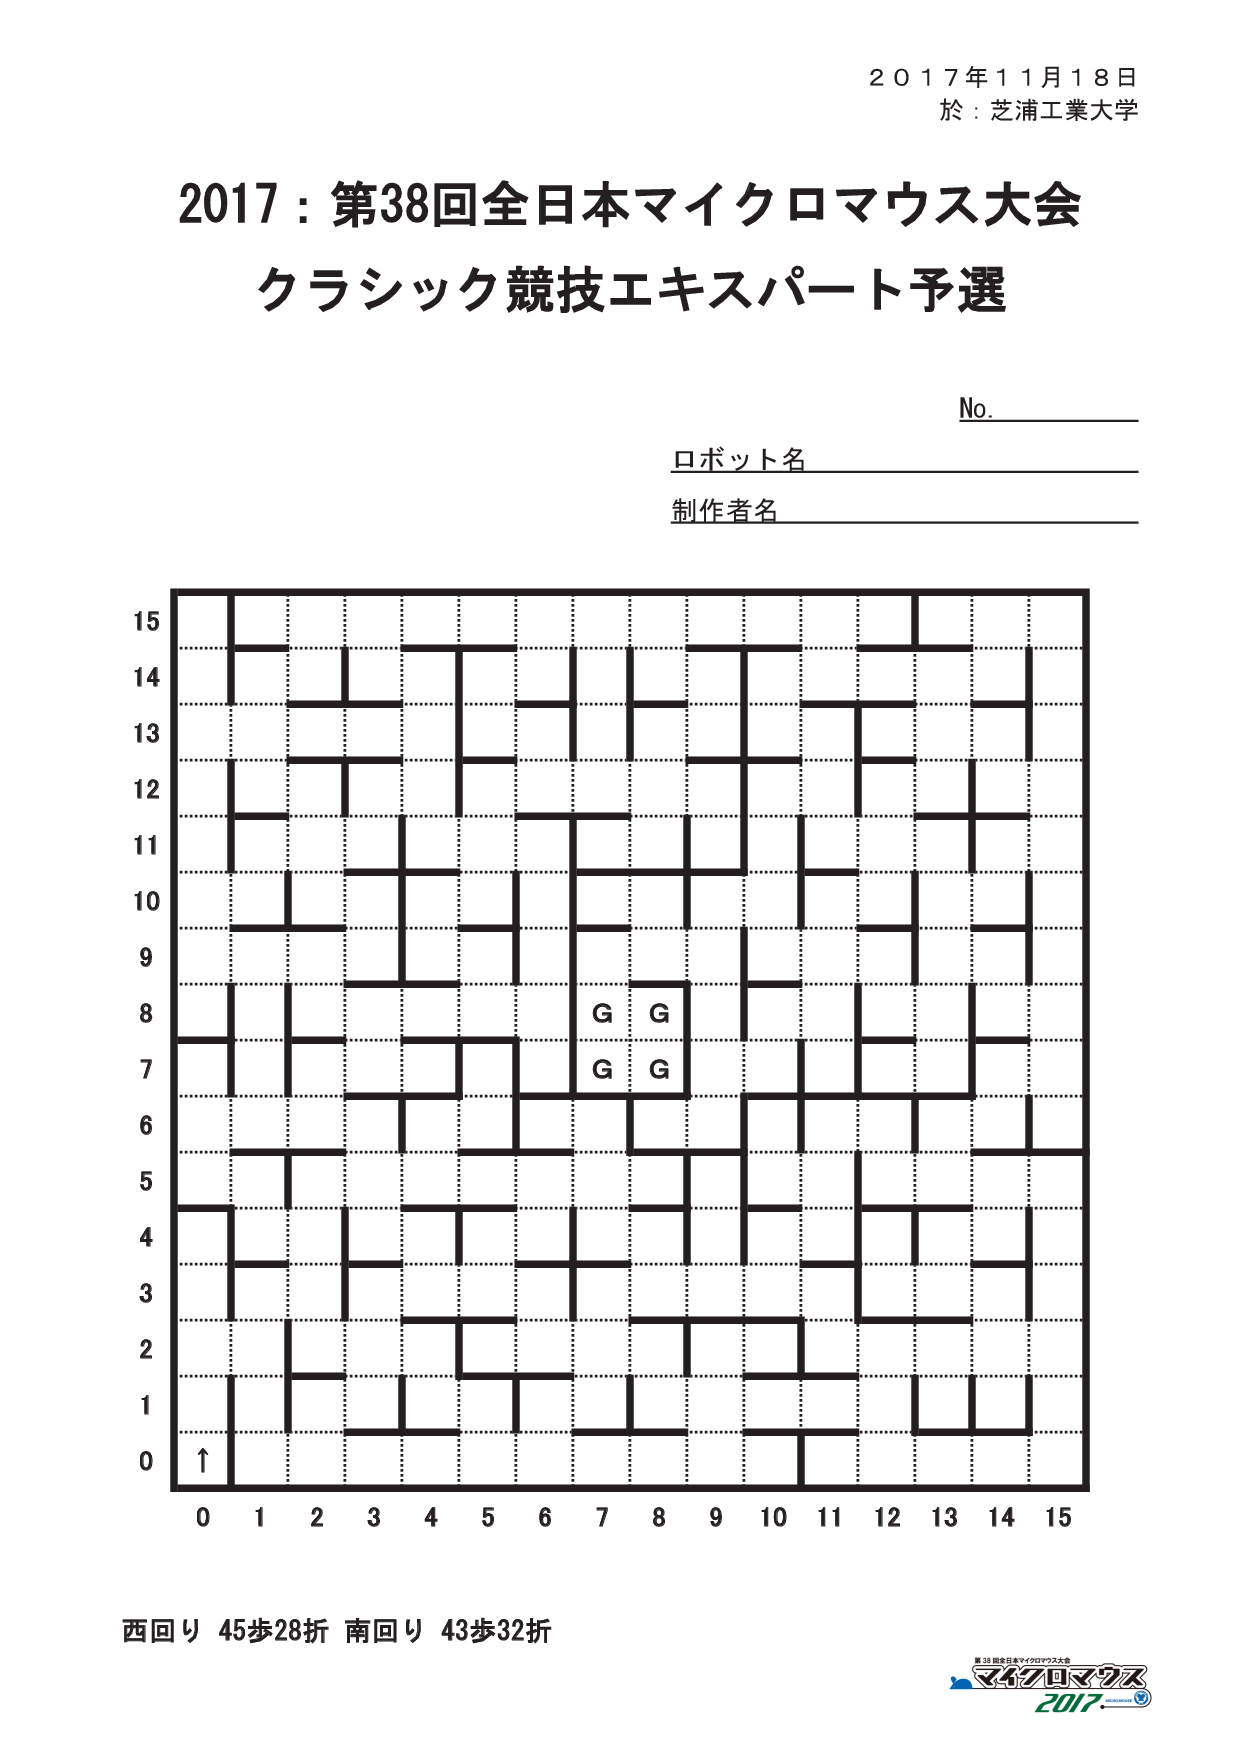 2017年11月18日
於：芝浦工業大学
2017：第38回全日本マイクロマウス大会
クラシック競技エキスパート予選
No.
ロボット名
制作者名
15
14
13
12
11
10
9
8 G G
7 G G
6
5
4
3
2
1
0 ↑
0 1 2 3 4 5 6 7 8 9 10 11 12 13 14 15
西回り 45歩28折 南回り 43歩32折
第38回全日本マイクロマウス大会
マイクロマウス
2017.
MICROMOUSE